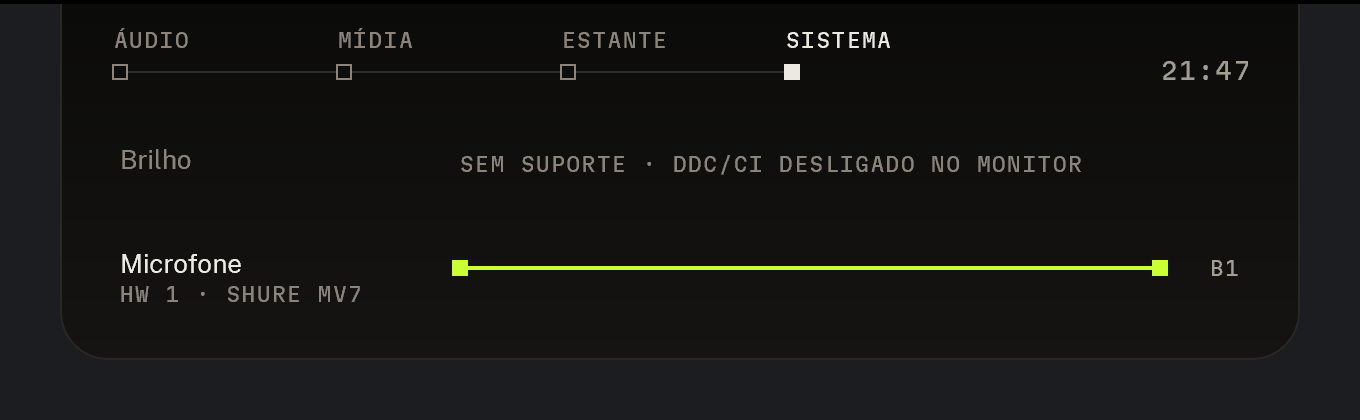 ÁUDIO MÍDIA ESTANTE SISTEMA
21:47
Brilho SEM SUPORTE · DDC/CI DESLIGADO NO MONITOR
Microfone
HW 1 · SHURE MV7
B1